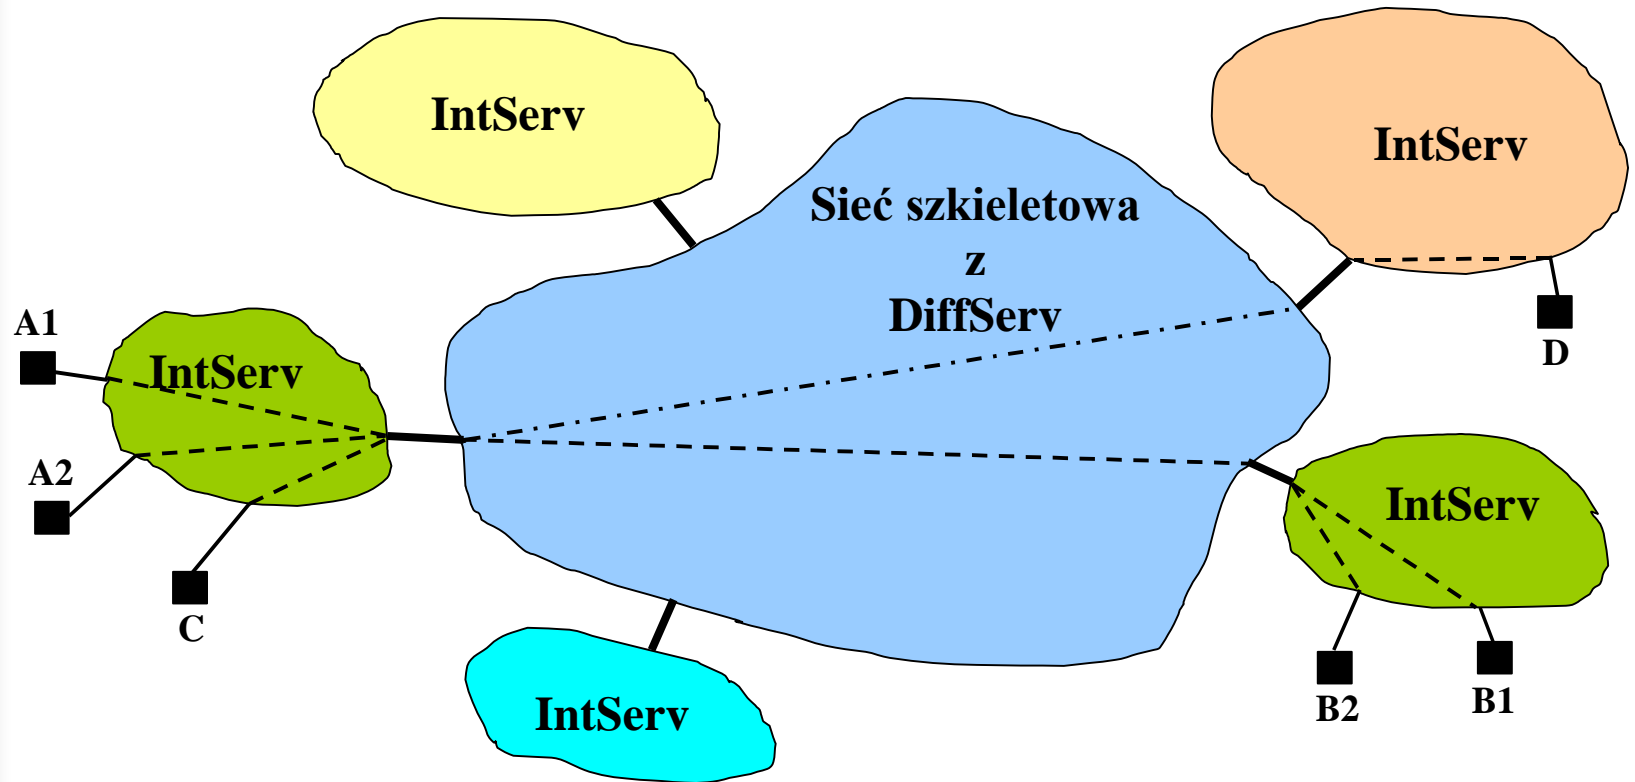 IntServ
IntServ
Sieć szkieletowa
z
DiffServ
A1
IntServ
D
A2
IntServ
C
B2
B1
IntServ